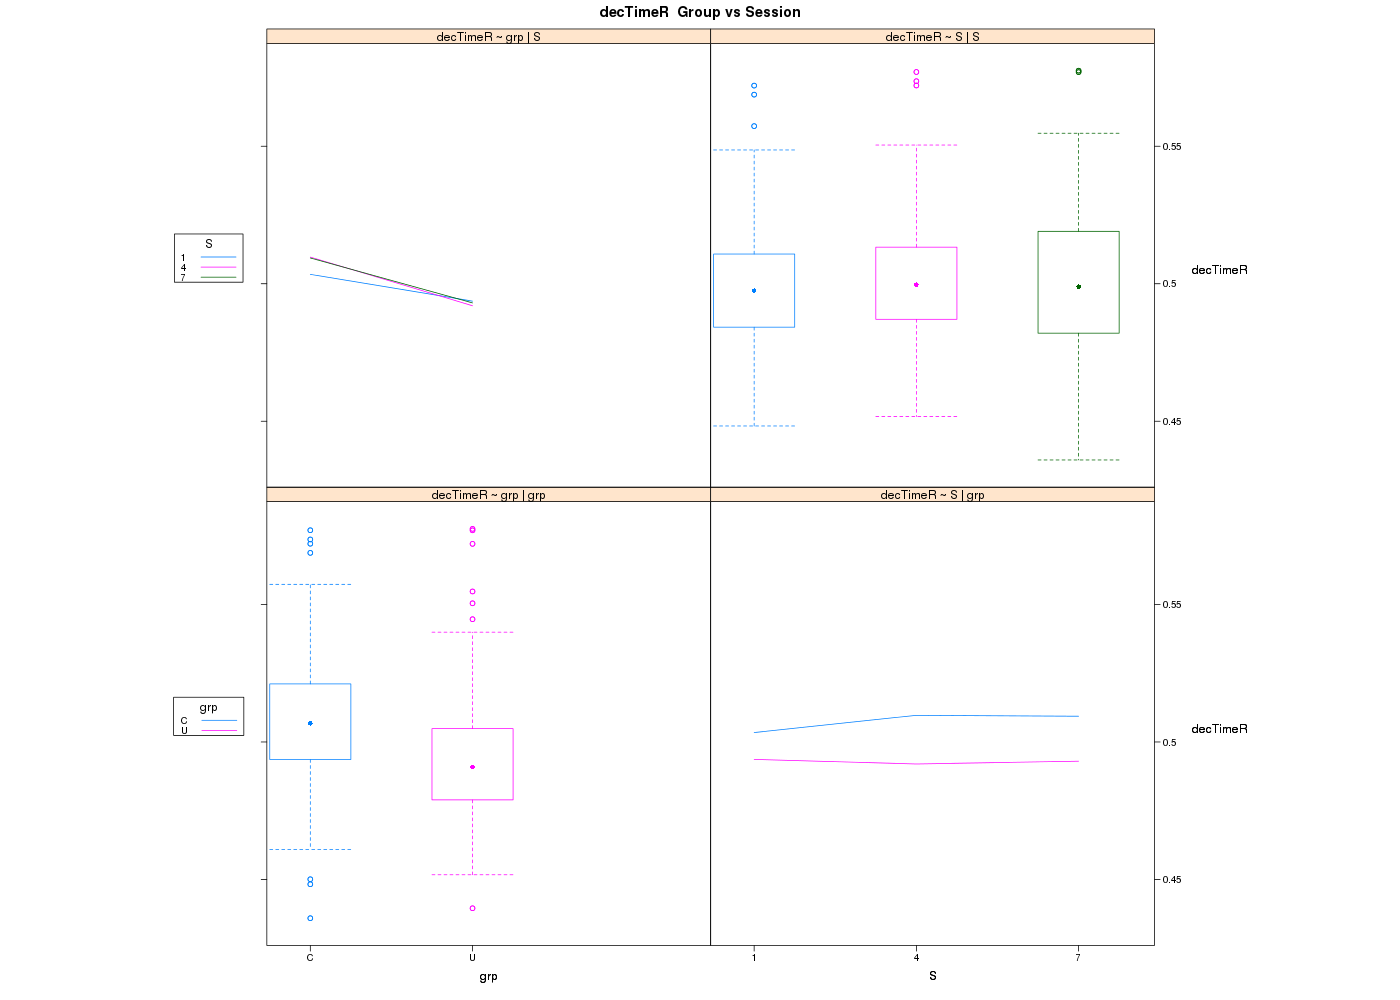 decTimeR  Group vs Session
decTimeR ~ grp | S
decTimeR ~ S | S
S
1
4
7
0.55
0.5
0.45
decTimeR
decTimeR ~ grp | grp
decTimeR ~ S | grp
grp
C
U
0.55
0.5
0.45
decTimeR
C
U
1
4
7
grp
S